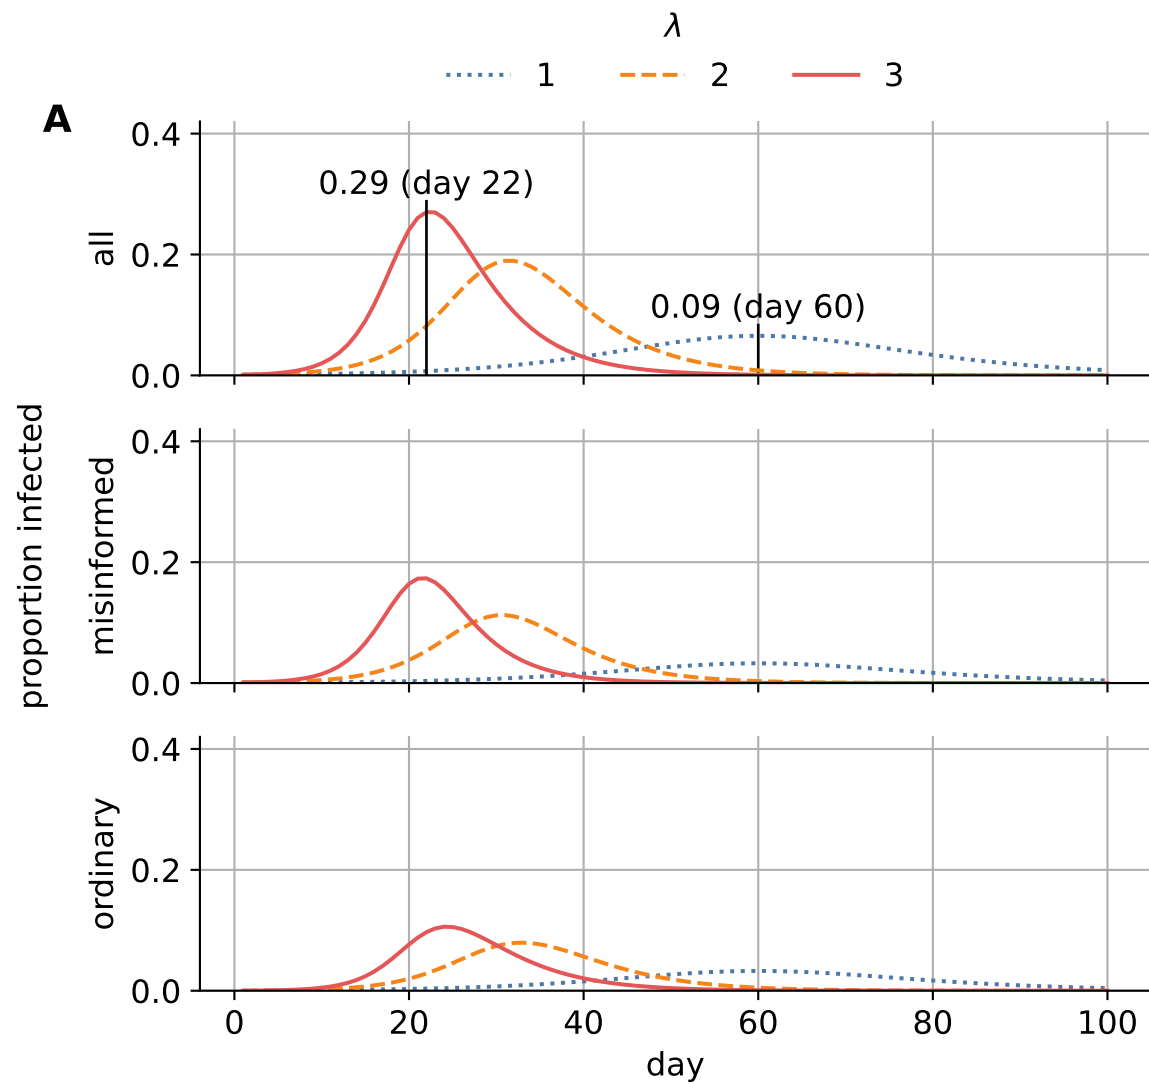 λ
1 2 3
A
0.4
0.29 (day 22)
all
0.2
0.09 (day 60)
0.0
proportion infected
0.4
misinformed
0.2
0.0
0.4
ordinary
0.2
0.0
0 20 40 60 80 100
day